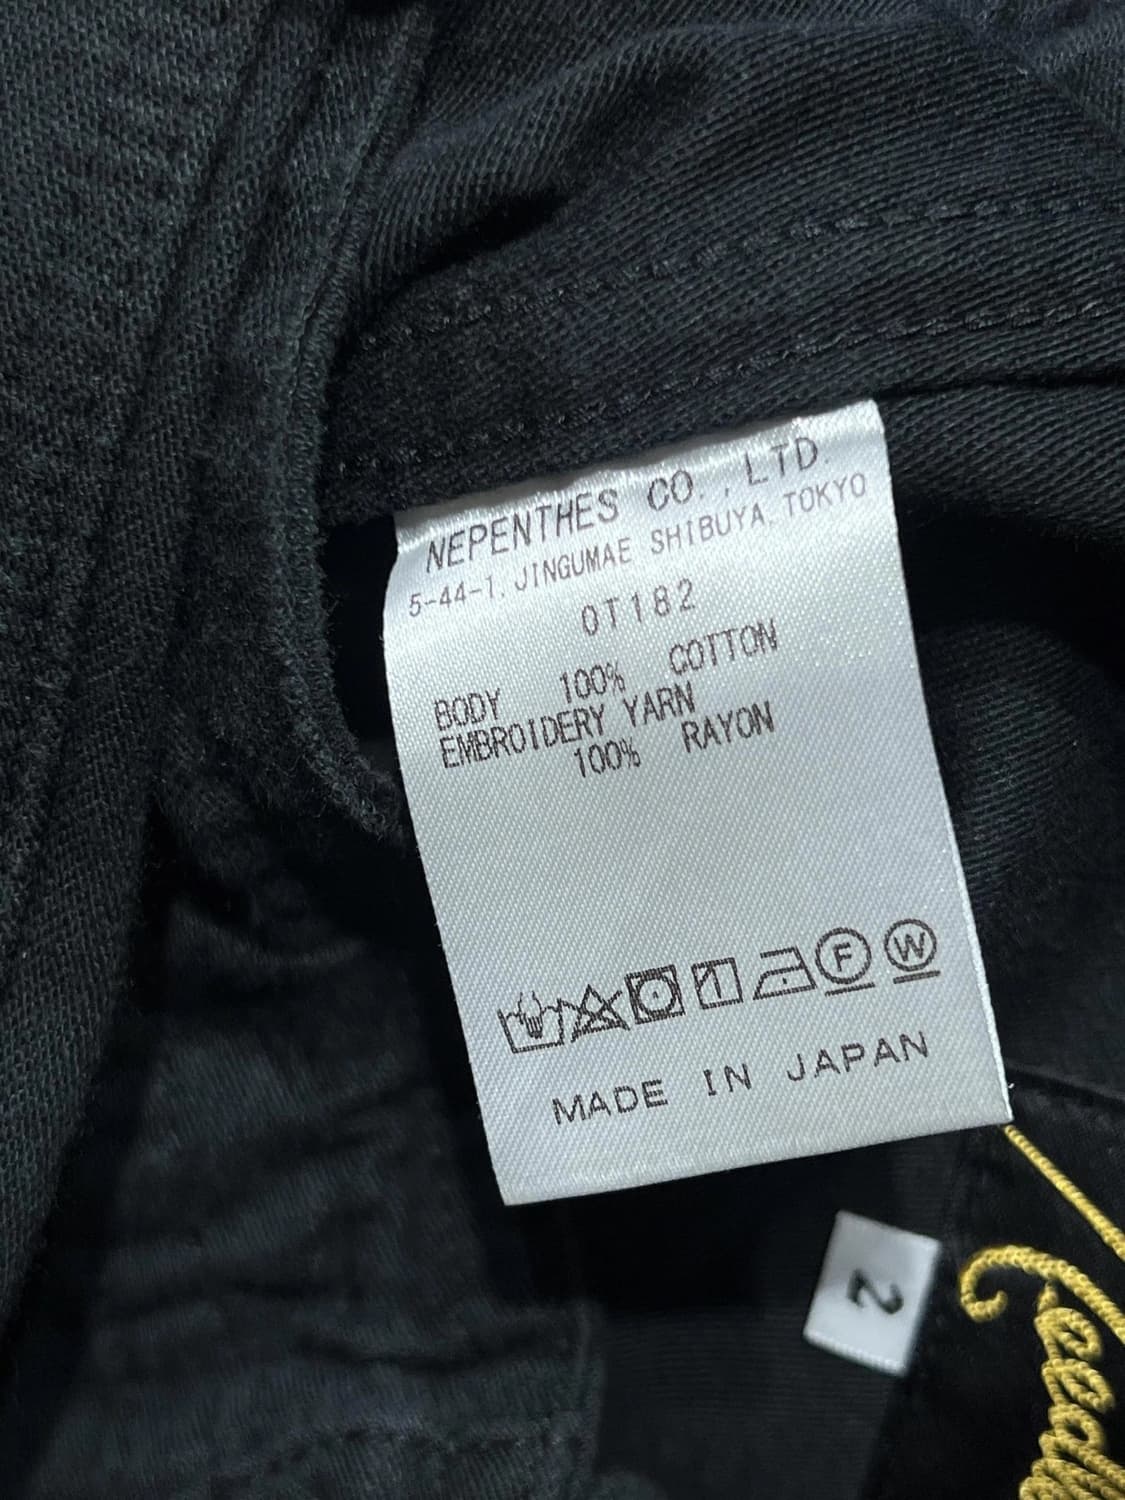 NEPENTHES CO., LTD.
5-44-1, JINGUMAE SHIBUYA, TOKYO
OT182
BODY 100% COTTON
EMBROIDERY YARN
100% RAYON
F W
MADE IN JAPAN
2